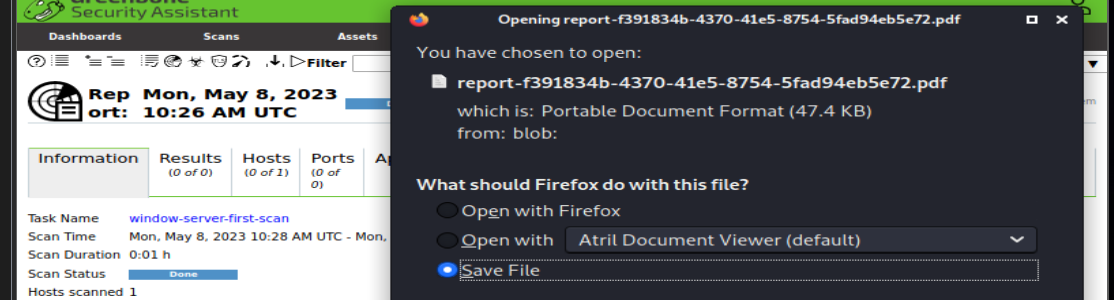 Greenbone
Security Assistant
Opening report-f391834b-4370-41e5-8754-5fad94eb5e72.pdf
Dashboards Scans Assets
You have chosen to open:
Filter
report-f391834b-4370-41e5-8754-5fad94eb5e72.pdf
Rep Mon, May 8, 2023
ort: 10:26 AM UTC
which is: Portable Document Format (47.4 KB)
from: blob:
Information Results Hosts Ports
(0 of 0) (0 of 1) (0 of
0)
What should Firefox do with this file?
Open with Firefox
Task Name window-server-first-scan
Scan Time Mon, May 8, 2023 10:28 AM UTC - Mon,
Open with Atril Document Viewer (default)
Scan Duration 0:01 h
Scan Status Done
Save File
Hosts scanned 1